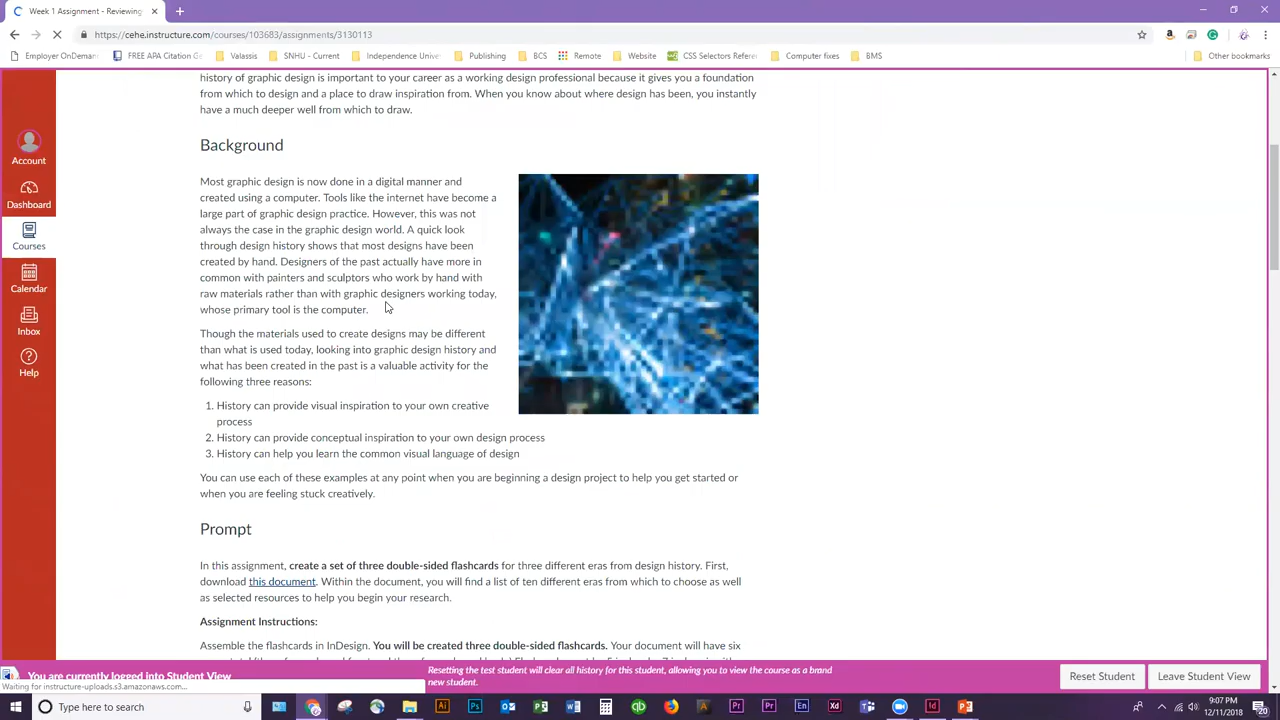 Week 1 Assignment - Reviewing
https://cehe.instructure.com/courses/103683/assignments/3130113
Employer OnDeman
FREE APA Citation Ge
Valassis
SNHU - Current
Independence Univer
Publishing
BCS
Remote
Website
CSS Selectors Refere
Computer fixes
BMS
Other bookmarks
history of graphic design is important to your career as a working design professional because it gives you a foundation
from which to design and a place to draw inspiration from. When you know about where design has been, you instantly
have a much deeper well from which to draw.
Account
Dashboard
Courses
Calendar
Inbox
Help
Background
Most graphic design is now done in a digital manner and
created using a computer. Tools like the internet have become a
large part of graphic design practice. However, this was not
always the case in the graphic design world. A quick look
through design history shows that most designs have been
created by hand. Designers of the past actually have more in
common with painters and sculptors who work by hand with
raw materials rather than with graphic designers working today,
whose primary tool is the computer.
Though the materials used to create designs may be different
than what is used today, looking into graphic design history and
what has been created in the past is a valuable activity for the
following three reasons:
1. History can provide visual inspiration to your own creative
process
2. History can provide conceptual inspiration to your own design process
3. History can help you learn the common visual language of design
You can use each of these examples at any point when you are beginning a design project to help you get started or
when you are feeling stuck creatively.
Prompt
In this assignment, create a set of three double-sided flashcards for three different eras from design history. First,
download this document. Within the document, you will find a list of ten different eras from which to choose as well
as selected resources to help you begin your research.
Assignment Instructions:
Assemble the flashcards in InDesign. You will be created three double-sided flashcards. Your document will have six
You are currently logged into Student View
Resetting the test student will clear all history for this student, allowing you to view the course as a brand
new student.
Reset Student
Leave Student View
Waiting for instructure-uploads.s3.amazonaws.com...
Type here to search
9:07 PM
12/11/2018